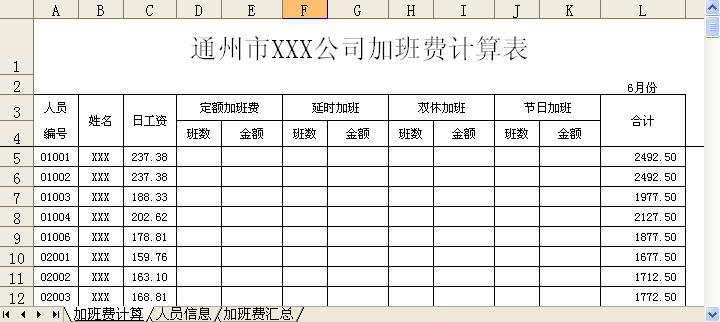 A B C D E F G H I J K L
1 通州市XXX公司加班费计算表
2 6月份
3 人员 姓名 日工资 定额加班费 延时加班 双休加班 节日加班 合计
4 编号 班数 金额 班数 金额 班数 金额 班数 金额
5 01001 XXX 237.38 2492.50
6 01002 XXX 237.38 2492.50
7 01003 XXX 188.33 1977.50
8 01004 XXX 202.62 2127.50
9 01006 XXX 178.81 1877.50
10 02001 XXX 159.76 1677.50
11 02002 XXX 163.10 1712.50
12 02003 XXX 168.81 1772.50
加班费计算 人员信息 加班费汇总